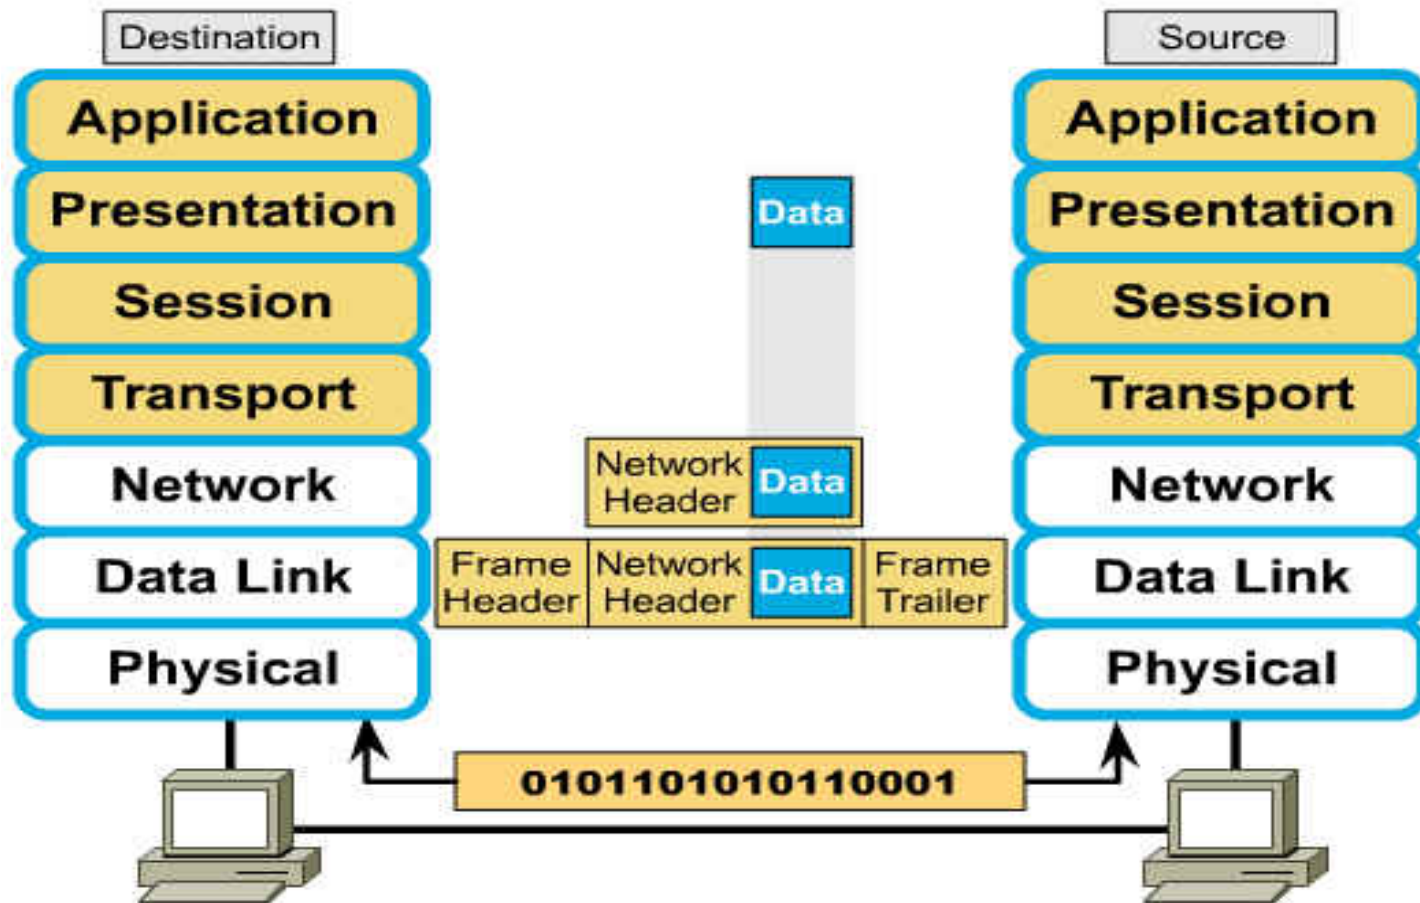 Destination
Source
Application
Application
Presentation
Data
Presentation
Session
Session
Transport
Transport
Network
Network
Header
Data
Network
Data Link
Frame
Header
Network
Header
Data
Frame
Trailer
Data Link
Physical
Physical
0101101010110001